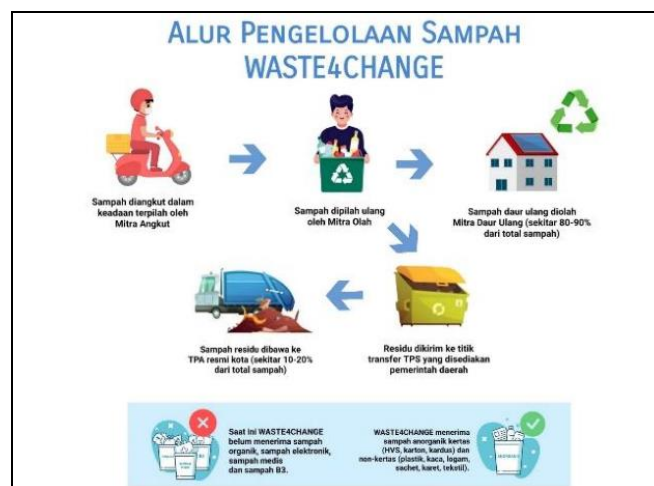 ALUR PENGELOLAAN SAMPAH
WASTE4CHANGE
Sampah diangkut dalam
keadaan terpilah oleh
Mitra Angkut
Sampah dipilah ulang
oleh Mitra Olah
Sampah daur ulang diolah
Mitra Daur Ulang (sekitar 80-90%
dari total sampah)
Sampah residu dibawa ke
TPA resmi kota (sekitar 10-20%
dari total sampah)
Residu dikirim ke titik
transfer TPS yang disediakan
pemerintah daerah
Saat ini WASTE4CHANGE
belum menerima sampah
organik, sampah elektronik,
sampah medis
dan sampah B3.
WASTE4CHANGE menerima
sampah anorganik kertas
(HVS, karton, kardus) dan
non-kertas (plastik, kaca, logam,
sachet, karet, tekstil).